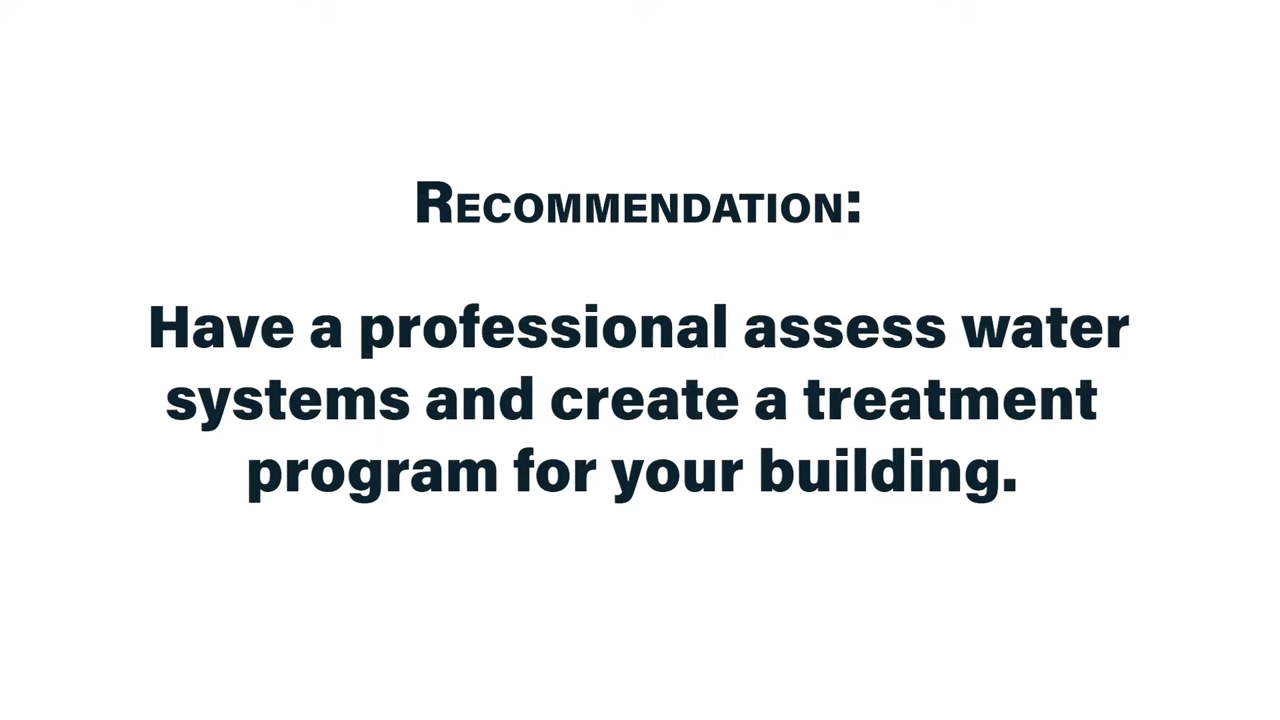 Recommendation:
Have a professional assess water
systems and create a treatment
program for your building.